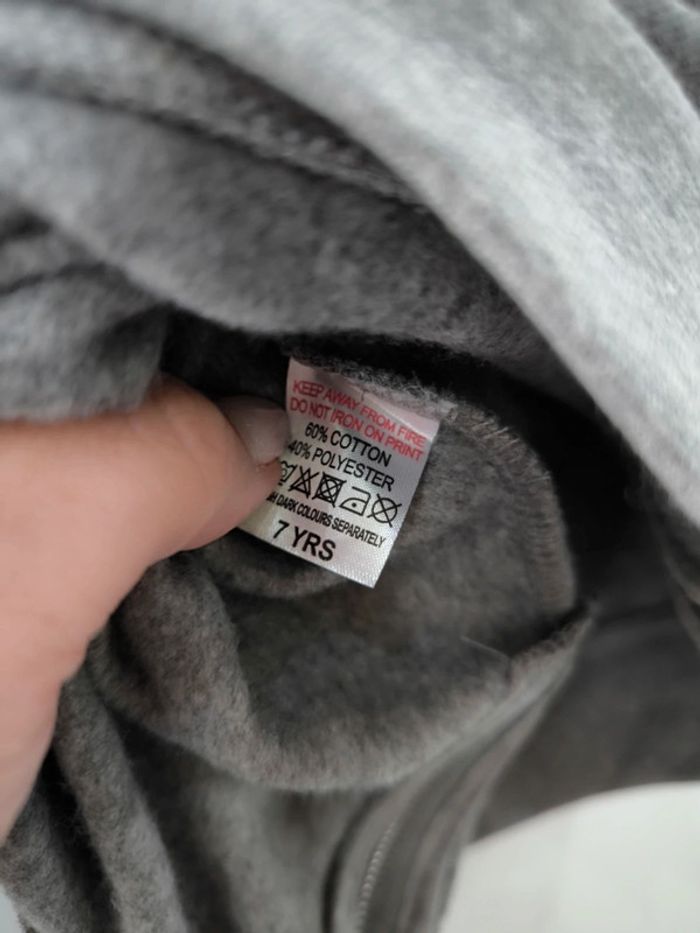 KEEP AWAY FROM FIRE
DO NOT IRON ON PRINT
60% COTTON
40% POLYESTER
DARK COLOURS SEPARATELY
7 YRS